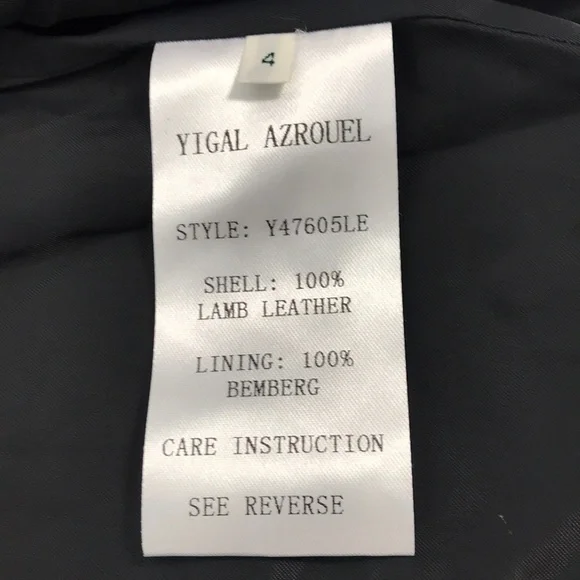 4
YIGAL AZROUEL
STYLE: Y47605LE
SHELL: 100%
LAMB LEATHER
LINING: 100%
BEMBERG
CARE INSTRUCTION
SEE REVERSE